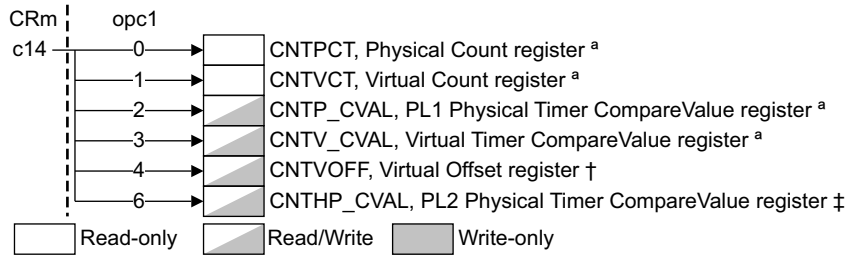 CRm opc1
c14 0 CNTPCT, Physical Count register ª
1 CNTVCT, Virtual Count register ª
2 CNTP_CVAL, PL1 Physical Timer CompareValue register ª
3 CNTV_CVAL, Virtual Timer CompareValue register ª
4 CNTVOFF, Virtual Offset register †
6 CNTHP_CVAL, PL2 Physical Timer CompareValue register ‡
Read-only Read/Write Write-only